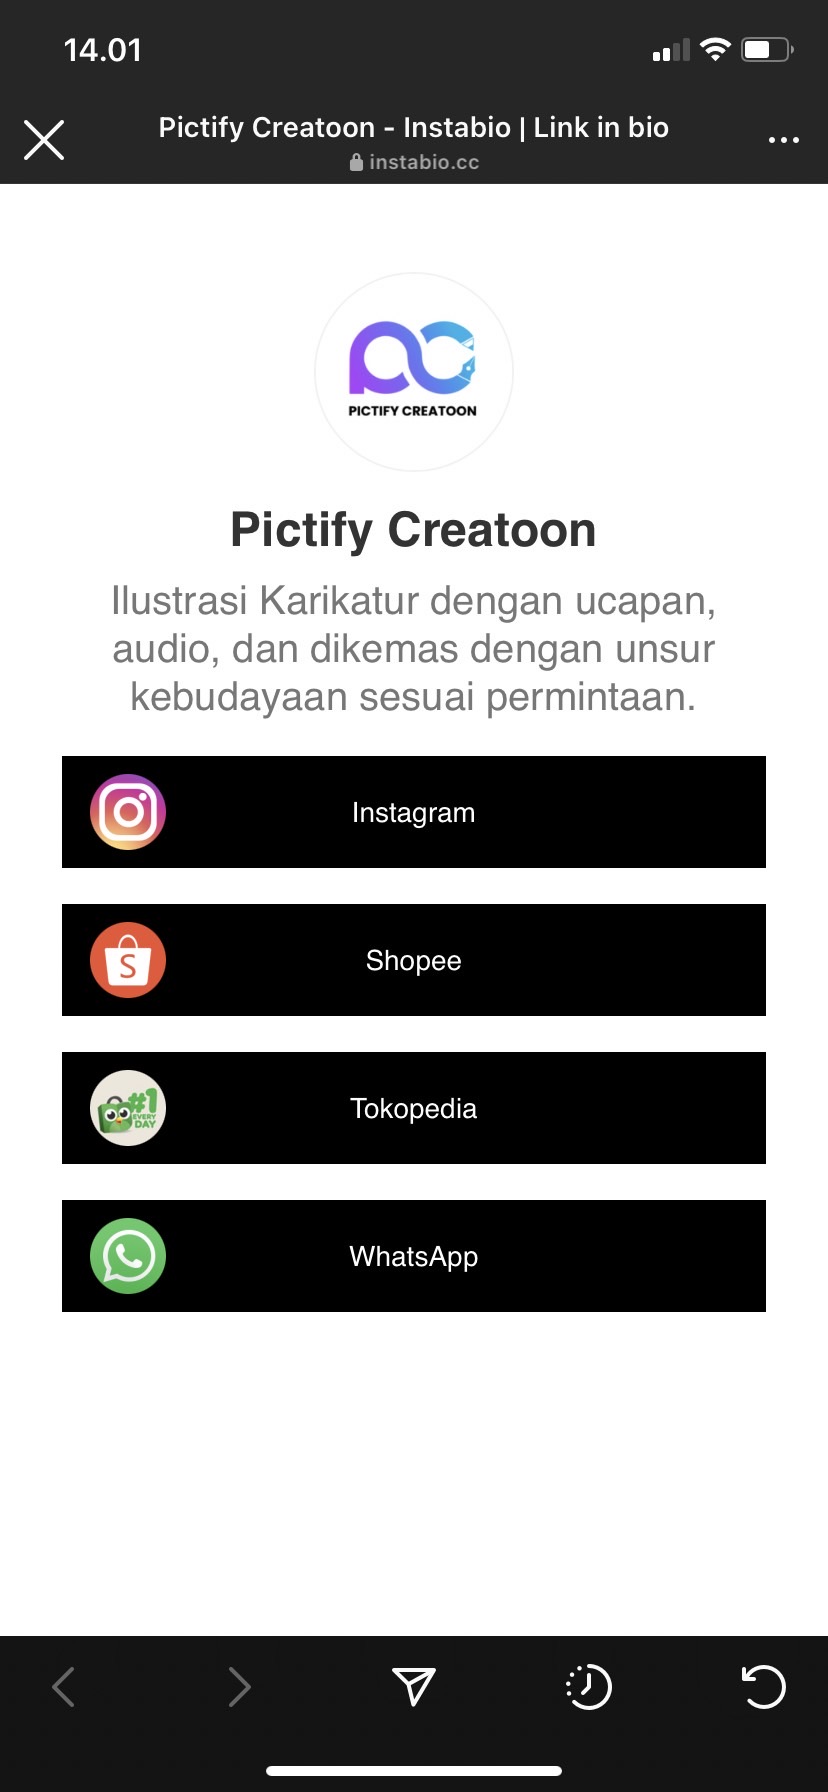 14.01
Pictify Creatoon - Instabio | Link in bio
instabio.cc
PICTIFY CREATOON
Pictify Creatoon
Ilustrasi Karikatur dengan ucapan,
audio, dan dikemas dengan unsur
kebudayaan sesuai permintaan.
Instagram
Shopee
#1
EVERY
DAY
Tokopedia
WhatsApp